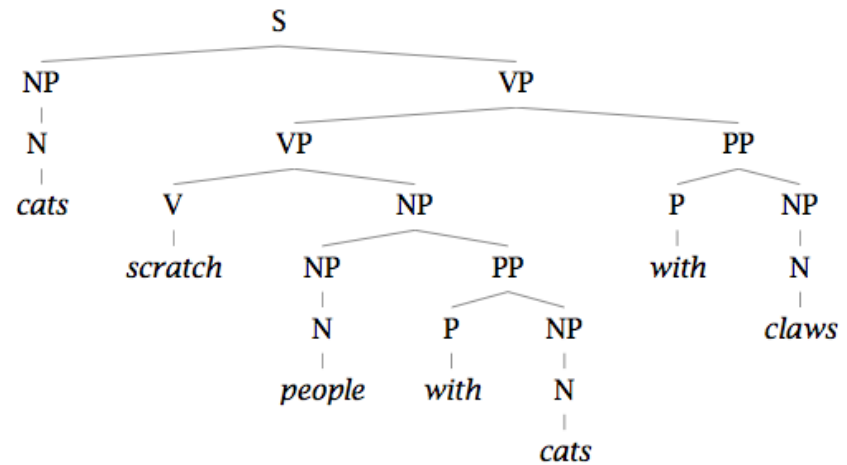 S
NP VP
N VP PP
cats V NP P NP
scratch NP PP with N
N P NP claws
people with N
cats